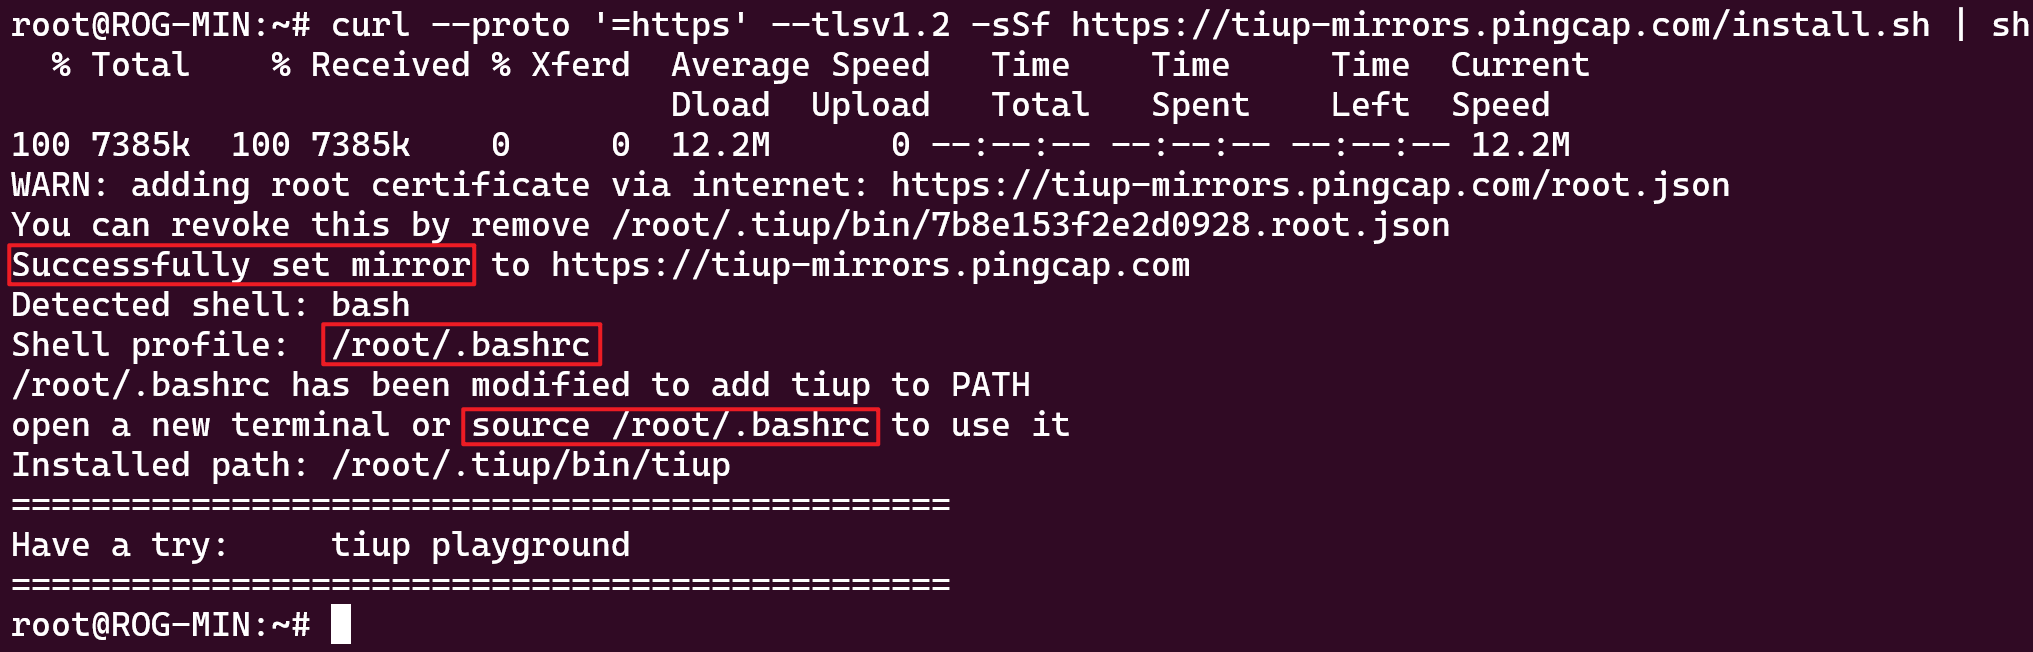 root@ROG-MIN:~# curl --proto '=https' --tlsv1.2 -sSf https://tiup-mirrors.pingcap.com/install.sh | sh
  % Total    % Received % Xferd  Average Speed   Time    Time     Time  Current
                                 Dload  Upload   Total   Spent    Left  Speed
100 7385k  100 7385k    0     0  12.2M      0 --:--:-- --:--:-- --:--:-- 12.2M
WARN: adding root certificate via internet: https://tiup-mirrors.pingcap.com/root.json
You can revoke this by remove /root/.tiup/bin/7b8e153f2e2d0928.root.json
Successfully set mirror to https://tiup-mirrors.pingcap.com
Detected shell: bash
Shell profile:  /root/.bashrc
/root/.bashrc has been modified to add tiup to PATH
open a new terminal or source /root/.bashrc to use it
Installed path: /root/.tiup/bin/tiup
===============================================
Have a try:     tiup playground
===============================================
root@ROG-MIN:~#